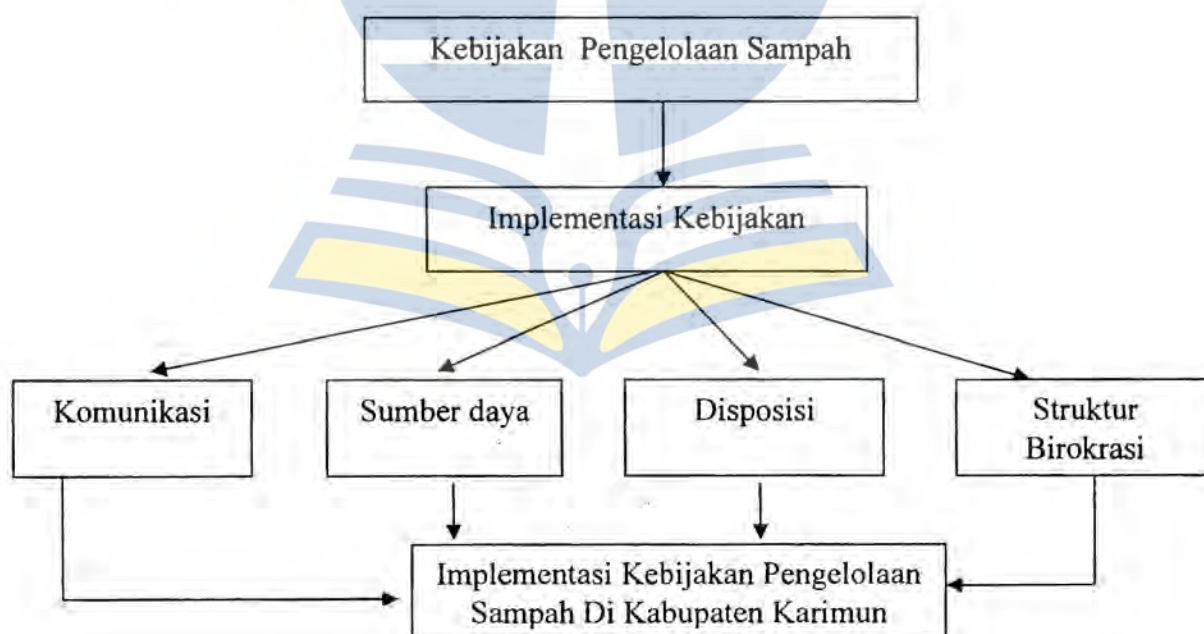 Kebijakan Pengelolaan Sampah
Implementasi Kebijakan
Komunikasi
Sumber daya
Disposisi
Struktur
Birokrasi
Implementasi Kebijakan Pengelolaan
Sampah Di Kabupaten Karimun